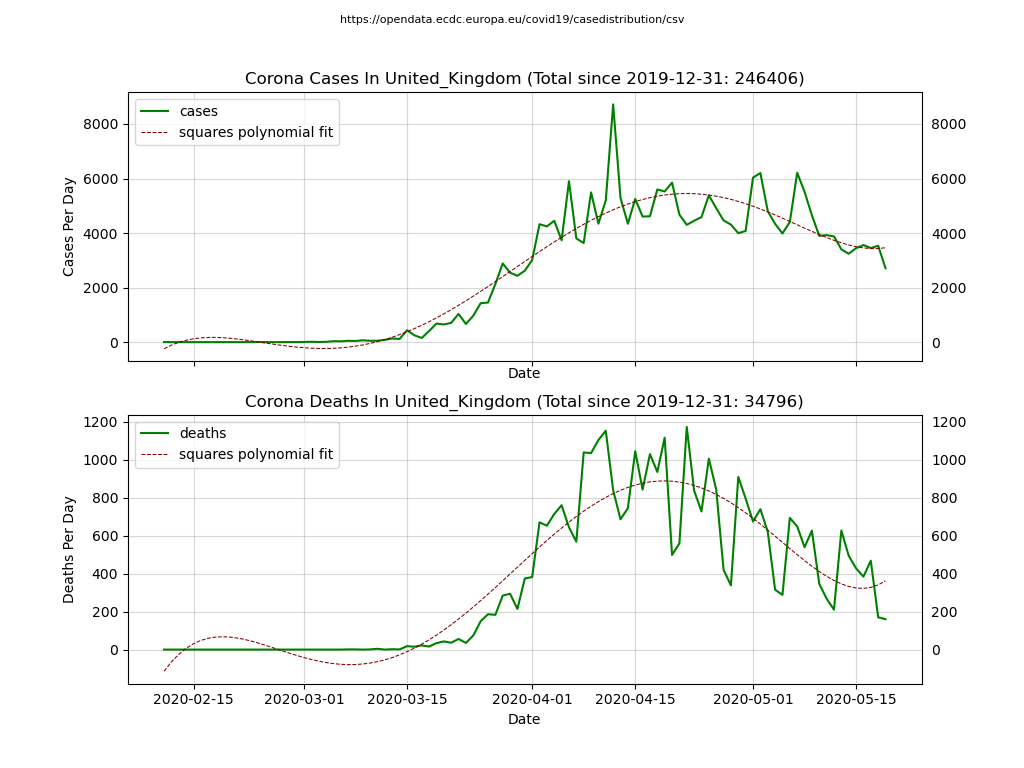 https://opendata.ecdc.europa.eu/covid19/casedistribution/csv
Corona Cases In United_Kingdom (Total since 2019-12-31: 246406)
cases
squares polynomial fit
8000 8000
6000 6000
4000 4000
2000 2000
0 0
Cases Per Day
Date
Corona Deaths In United_Kingdom (Total since 2019-12-31: 34796)
deaths
squares polynomial fit
1200 1200
1000 1000
800 800
600 600
400 400
200 200
0 0
Deaths Per Day
2020-02-15 2020-03-01 2020-03-15 2020-04-01 2020-04-15 2020-05-01 2020-05-15
Date